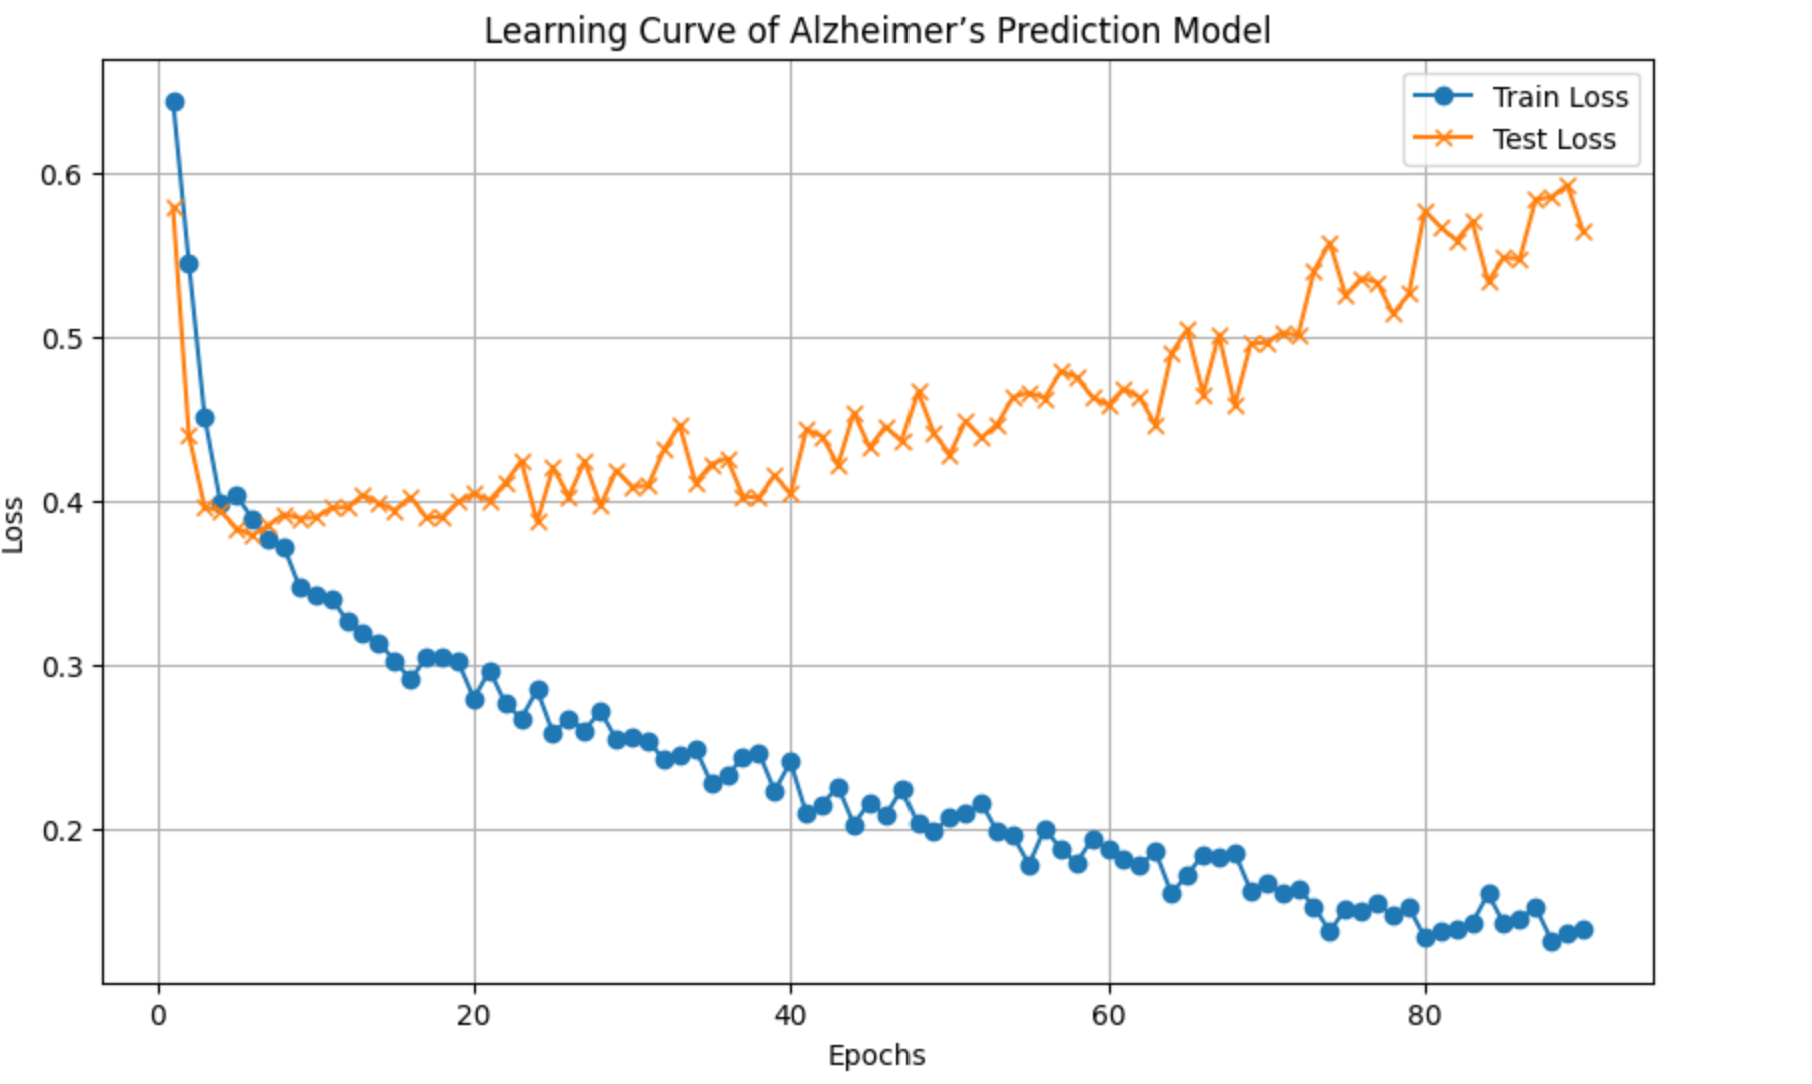 Learning Curve of Alzheimer’s Prediction Model
Train Loss
Test Loss
0.6
0.5
0.4
0.3
0.2
Loss
0 20 40 60 80
Epochs